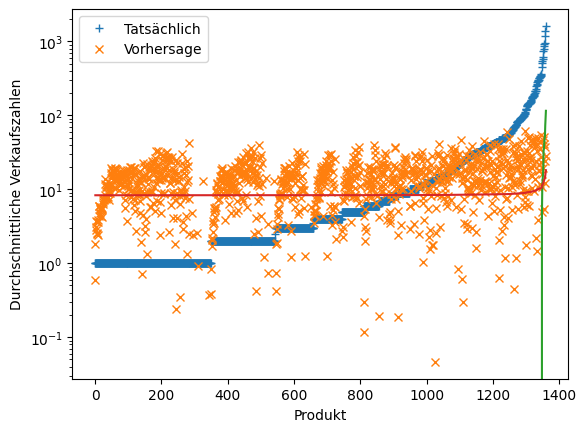 Tatsächlich
Vorhersage
Durchschnittliche Verkaufszahlen
10³
10²
10¹
10⁰
10⁻¹
0 200 400 600 800 1000 1200 1400
Produkt